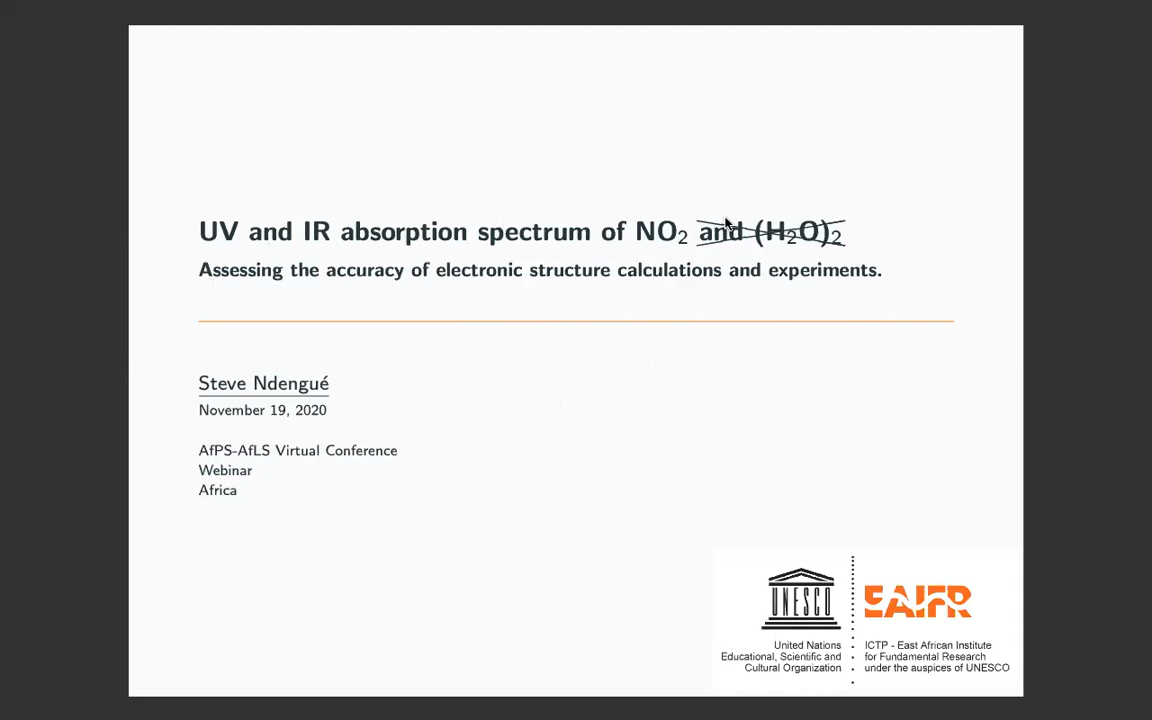 UV and IR absorption spectrum of NO₂ and (H₂O)₂
Assessing the accuracy of electronic structure calculations and experiments.
Steve Ndengué
November 19, 2020
AfPS-AfLS Virtual Conference
Webinar
Africa
UNESCO
EAIFR
United Nations
Educational, Scientific and
Cultural Organization
ICTP - East African Institute
for Fundamental Research
under the auspices of UNESCO